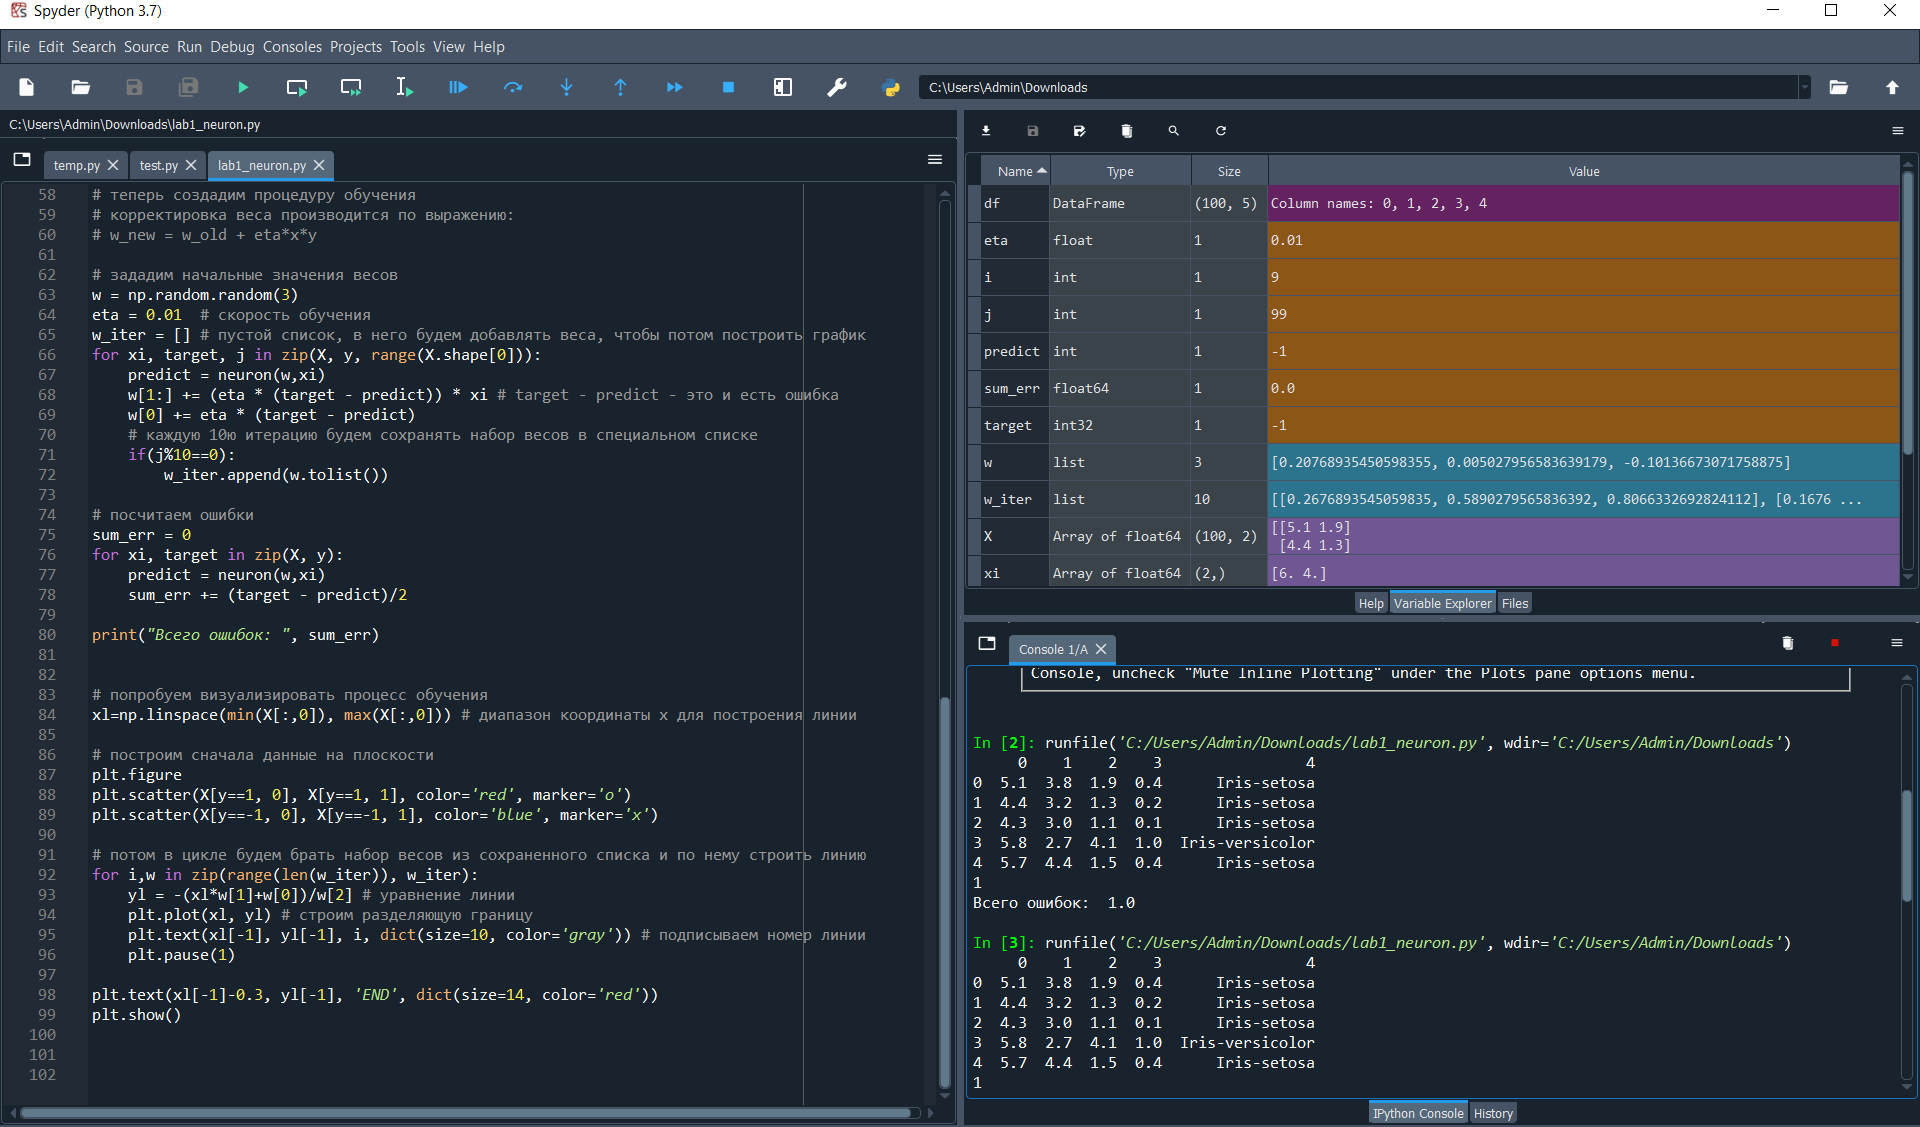 Spyder (Python 3.7)
File Edit Search Source Run Debug Consoles Projects Tools View Help
C:\Users\Admin\Downloads
C:\Users\Admin\Downloads\lab1_neuron.py
temp.py test.py lab1_neuron.py
58 # теперь создадим процедуру обучения
59 # корректировка веса производится по выражению:
60 # w_new = w_old + eta*x*y
61
62 # зададим начальные значения весов
63 w = np.random.random(3)
64 eta = 0.01  # скорость обучения
65 w_iter = [] # пустой список, в него будем добавлять веса, чтобы потом построить график
66 for xi, target, j in zip(X, y, range(X.shape[0])):
67     predict = neuron(w,xi)
68     w[1:] += (eta * (target - predict)) * xi # target - predict - это и есть ошибка
69     w[0] += eta * (target - predict)
70     # каждую 10ю итерацию будем сохранять набор весов в специальном списке
71     if(j%10==0):
72         w_iter.append(w.tolist())
73
74 # посчитаем ошибки
75 sum_err = 0
76 for xi, target in zip(X, y):
77     predict = neuron(w,xi)
78     sum_err += (target - predict)/2
79
80 print("Всего ошибок: ", sum_err)
81
82
83 # попробуем визуализировать процесс обучения
84 xl=np.linspace(min(X[:,0]), max(X[:,0])) # диапазон координаты x для построения линии
85
86 # построим сначала данные на плоскости
87 plt.figure
88 plt.scatter(X[y==1, 0], X[y==1, 1], color='red', marker='o')
89 plt.scatter(X[y==-1, 0], X[y==-1, 1], color='blue', marker='x')
90
91 # потом в цикле будем брать набор весов из сохраненного списка и по нему строить линию
92 for i,w in zip(range(len(w_iter)), w_iter):
93     yl = -(xl*w[1]+w[0])/w[2] # уравнение линии
94     plt.plot(xl, yl) # строим разделяющую границу
95     plt.text(xl[-1], yl[-1], i, dict(size=10, color='gray')) # подписываем номер линии
96     plt.pause(1)
97
98 plt.text(xl[-1]-0.3, yl[-1], 'END', dict(size=14, color='red'))
99 plt.show()
100
101
102
Name Type Size Value
df DataFrame (100, 5) Column names: 0, 1, 2, 3, 4
eta float 1 0.01
i int 1 9
j int 1 99
predict int 1 -1
sum_err float64 1 0.0
target int32 1 -1
w list 3 [0.20768935450598355, 0.005027956583639179, -0.10136673071758875]
w_iter list 10 [[0.2676893545059835, 0.5890279565836392, 0.8066332692824112], [0.1676 ...
X Array of float64 (100, 2) [[5.1 1.9]
[4.4 1.3]
xi Array of float64 (2,) [6. 4.]
Help Variable Explorer Files
Console 1/A
Console, uncheck "Mute Inline Plotting" under the Plots pane options menu.
In [2]: runfile('C:/Users/Admin/Downloads/lab1_neuron.py', wdir='C:/Users/Admin/Downloads')
0 1 2 3 4
0 5.1 3.8 1.9 0.4 Iris-setosa
1 4.4 3.2 1.3 0.2 Iris-setosa
2 4.3 3.0 1.1 0.1 Iris-setosa
3 5.8 2.7 4.1 1.0 Iris-versicolor
4 5.7 4.4 1.5 0.4 Iris-setosa
1
Всего ошибок:  1.0
In [3]: runfile('C:/Users/Admin/Downloads/lab1_neuron.py', wdir='C:/Users/Admin/Downloads')
0 1 2 3 4
0 5.1 3.8 1.9 0.4 Iris-setosa
1 4.4 3.2 1.3 0.2 Iris-setosa
2 4.3 3.0 1.1 0.1 Iris-setosa
3 5.8 2.7 4.1 1.0 Iris-versicolor
4 5.7 4.4 1.5 0.4 Iris-setosa
1
IPython Console History